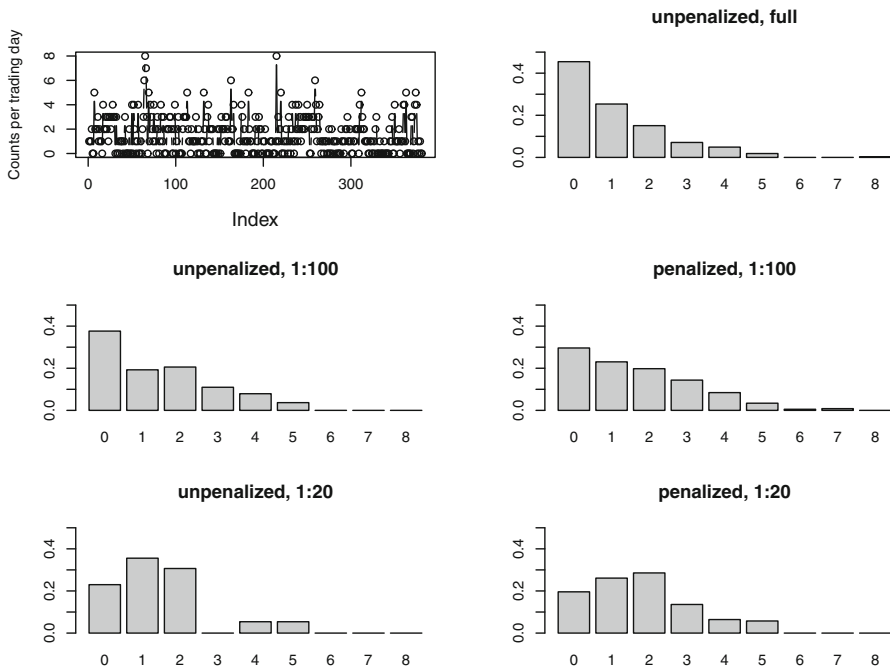 Counts per trading day
8
6
4
2
0
0 100 200 300
Index
unpenalized, full
0.4
0.2
0.0
0 1 2 3 4 5 6 7 8
unpenalized, 1:100
0.4
0.2
0.0
0 1 2 3 4 5 6 7 8
penalized, 1:100
0.4
0.2
0.0
0 1 2 3 4 5 6 7 8
unpenalized, 1:20
0.4
0.2
0.0
0 1 2 3 4 5 6 7 8
penalized, 1:20
0.4
0.2
0.0
0 1 2 3 4 5 6 7 8